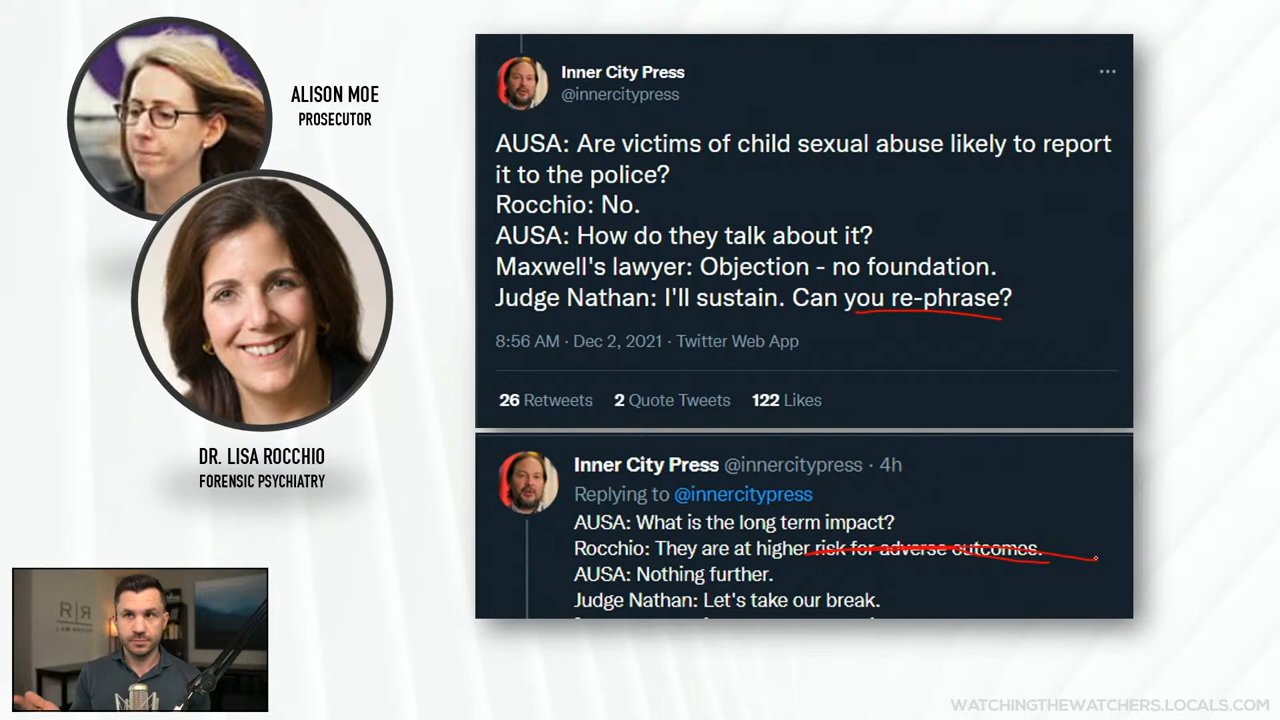 ALISON MOE
PROSECUTOR
DR. LISA ROCCHIO
FORENSIC PSYCHIATRY
Inner City Press
@innercitypress
AUSA: Are victims of child sexual abuse likely to report
it to the police?
Rocchio: No.
AUSA: How do they talk about it?
Maxwell's lawyer: Objection - no foundation.
Judge Nathan: I'll sustain. Can you re-phrase?
8:56 AM · Dec 2, 2021 · Twitter Web App
26 Retweets 2 Quote Tweets 122 Likes
Inner City Press @innercitypress · 4h
Replying to @innercitypress
AUSA: What is the long term impact?
Rocchio: They are at higher risk for adverse outcomes.
AUSA: Nothing further.
Judge Nathan: Let's take our break.
R|R
LAW GROUP
WATCHINGTHEWATCHERS.LOCALS.COM